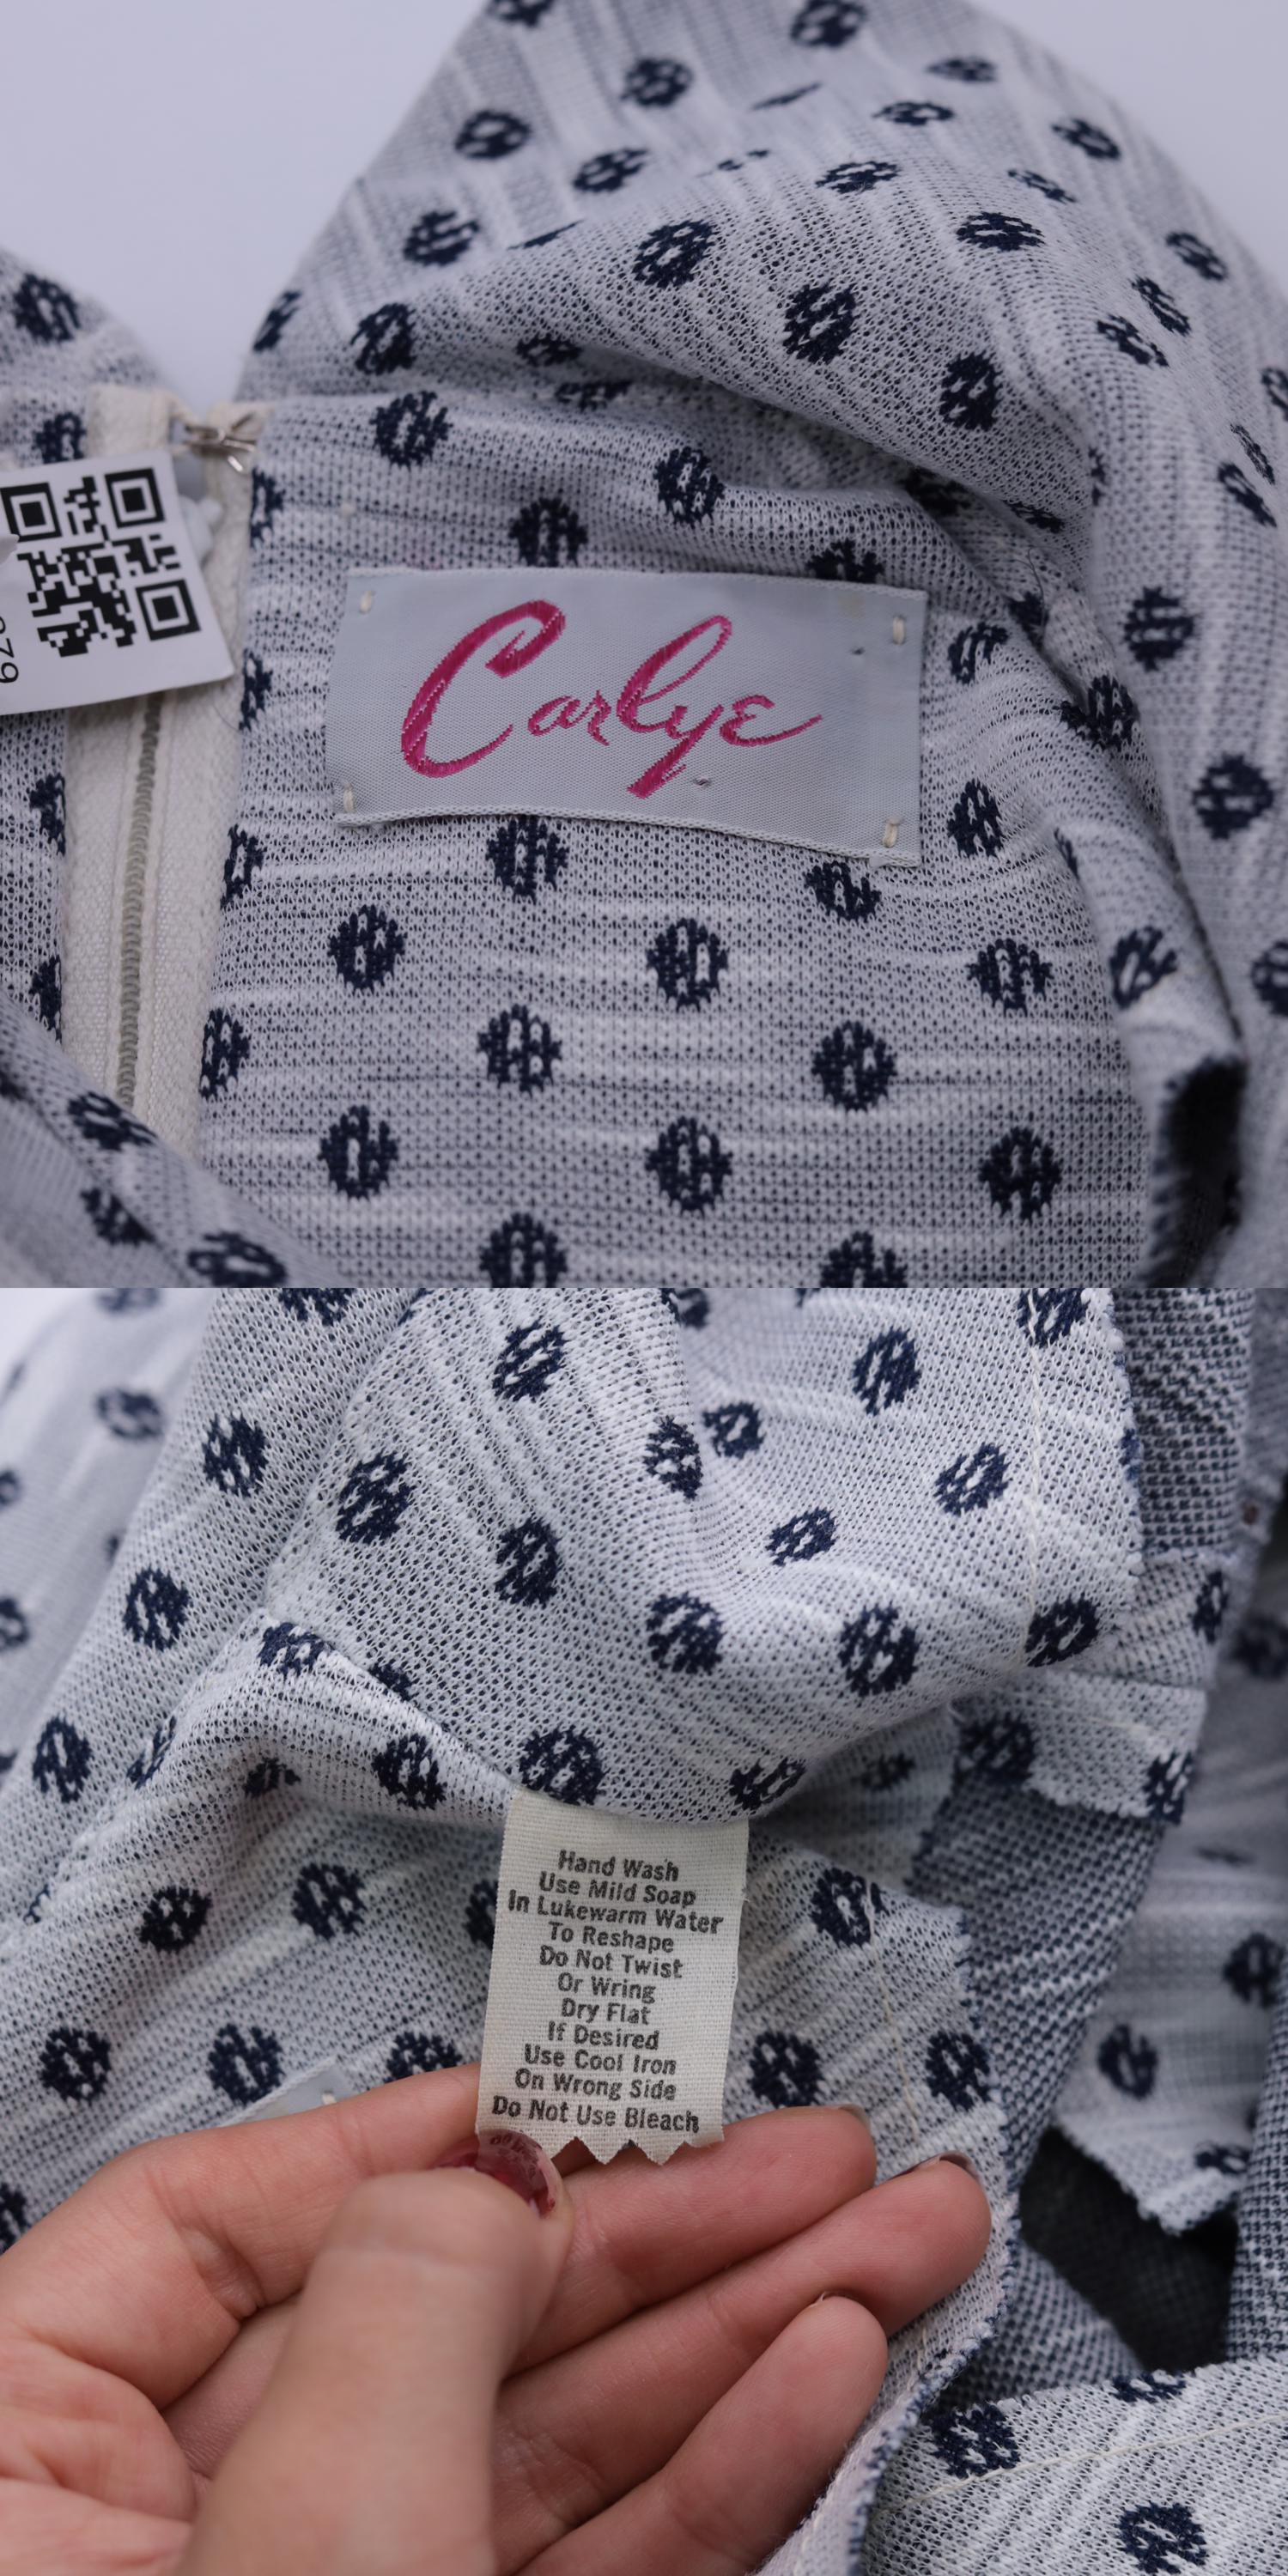 Carlye
379
Hand Wash
Use Mild Soap
In Lukewarm Water
To Reshape
Do Not Twist
Or Wring
Dry Flat
If Desired
Use Cool Iron
On Wrong Side
Do Not Use Bleach